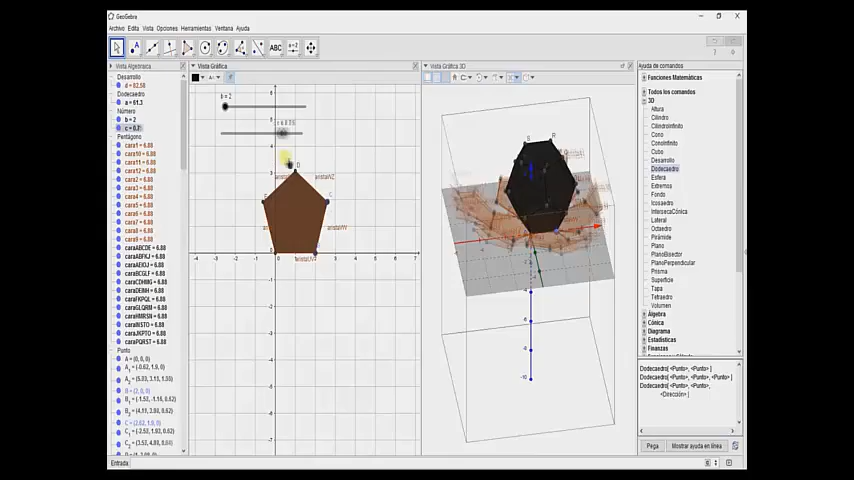 GeoGebra
Archivo Edita Vista Opciones Herramientas Ventana Ayuda
ABC
Vista Algebraica
Vista Gráfica
Vista Gráfica 3D
Ayuda de comandos
Desarrollo
d = 82.58
Dodecaedro
a = 61.3
Número
b = 2
Pentágono
cara1 = 6.88
cara10 = 6.88
cara11 = 6.88
cara12 = 6.88
cara2 = 6.88
cara3 = 6.88
cara4 = 6.88
cara5 = 6.88
cara6 = 6.88
cara7 = 6.88
cara8 = 6.88
cara9 = 6.88
caraABCDE = 6.88
caraABFKJ = 6.88
caraAEIOJ = 6.88
caraBCGLF = 6.88
caraCDHMG = 6.88
caraDEINH = 6.88
caraFKPQL = 6.88
caraGLQRM = 6.88
caraHMRSN = 6.88
caraINSTO = 6.88
caraJKPTO = 6.88
caraPQRST = 6.88
Punto
A = (0, 0, 0)
B = (2, 0, 0)
b = 2
D
C
S
R
Funciones Matemáticas
Todos los comandos
3D
Altura
Cilindro
CilindroInfinito
Cono
ConoInfinito
Cubo
Desarrollo
Dodecaedro
Esfera
Extremos
Fondo
Icosaedro
IntersecaCónica
Lateral
Octaedro
Pirámide
Plano
PlanoBisector
PlanoPerpendicular
Prisma
Superficie
Tapa
Tetraedro
Volumen
Álgebra
Cónica
Diagrama
Estadísticas
Finanzas
Dodecaedro[ <Punto>, <Punto> ]
Dodecaedro[ <Punto>, <Punto>, <Punto> ]
Dodecaedro[ <Punto>, <Punto>,
<Dirección> ]
Pega
Mostrar ayuda en línea
Entrada: